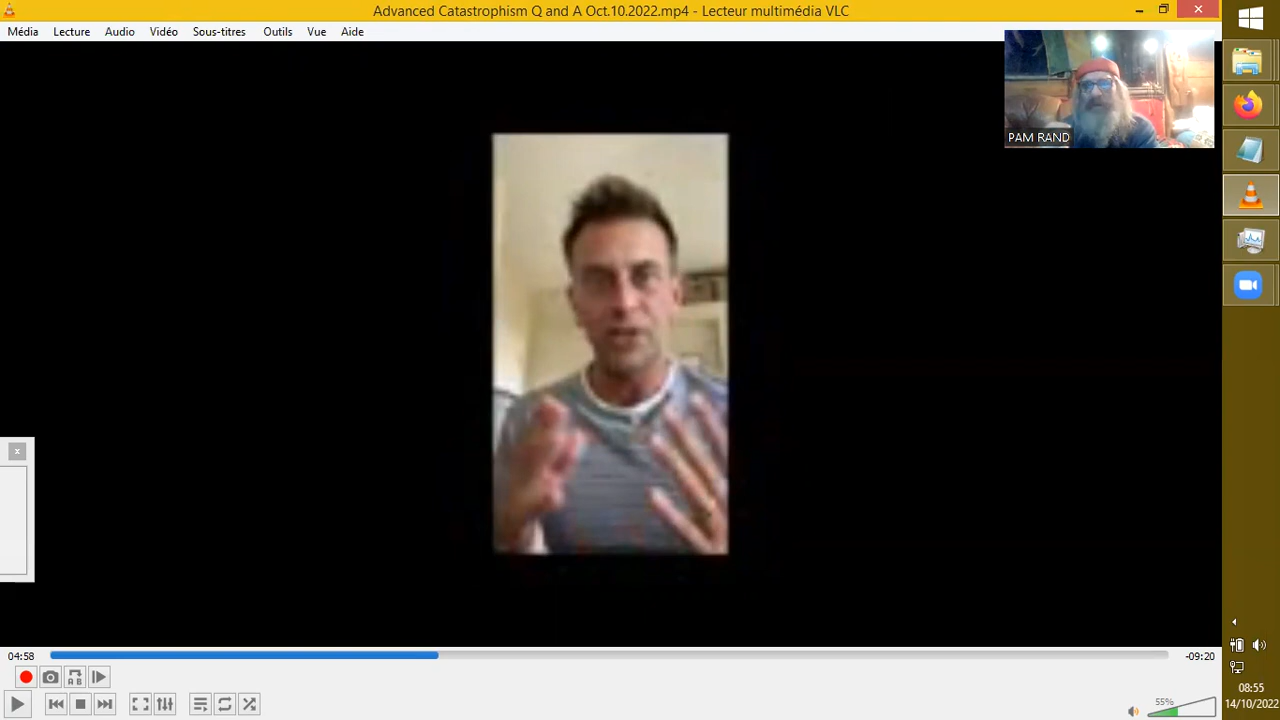 Advanced Catastrophism Q and A Oct.10.2022.mp4 - Lecteur multimédia VLC
Média Lecture Audio Vidéo Sous-titres Outils Vue Aide
PAM RAND
04:58
-09:20
A B
55%
08:55
14/10/2022